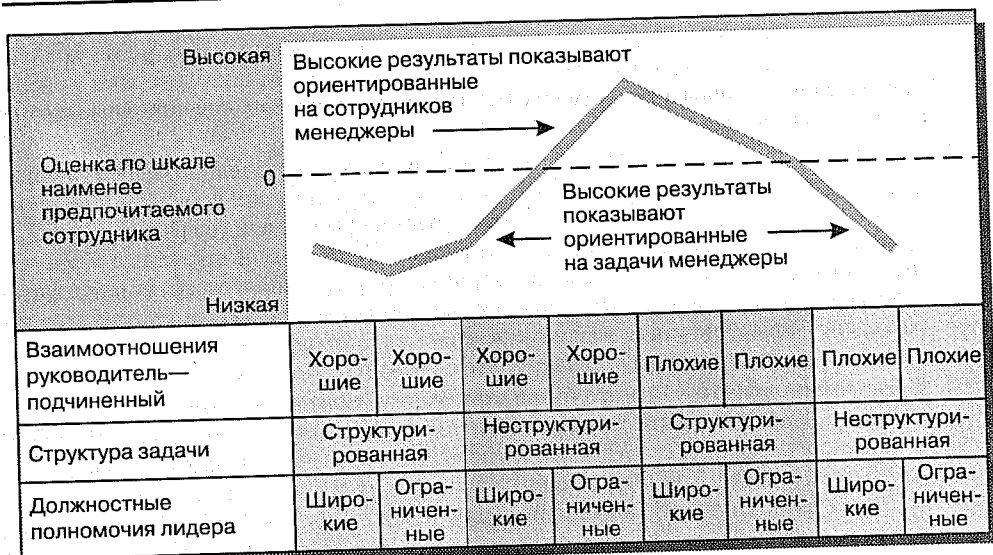 Высокая
Высокие результаты показывают
ориентированные
на сотрудников
менеджеры
Оценка по шкале
наименее
предпочитаемого
сотрудника
0
Высокие результаты
показывают
ориентированные
на задачи менеджеры
Низкая
Взаимоотношения
руководитель—
подчиненный
Хоро-
шие
Хоро-
шие
Хоро-
шие
Хоро-
шие
Плохие
Плохие
Плохие
Плохие
Структура задачи
Структури-
рованная
Неструктури-
рованная
Структури-
рованная
Неструктури-
рованная
Должностные
полномочия лидера
Широ-
кие
Огра-
ничен-
ные
Широ-
кие
Огра-
ничен-
ные
Широ-
кие
Огра-
ничен-
ные
Широ-
кие
Огра-
ничен-
ные